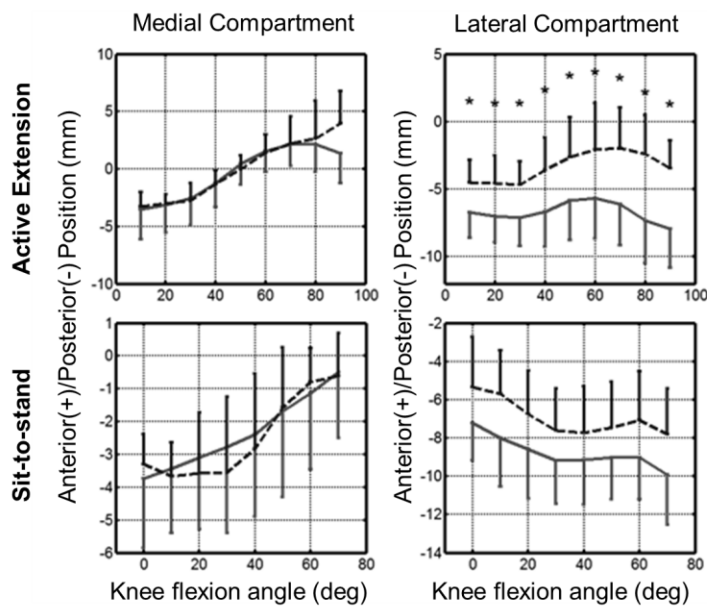 Medial Compartment
Lateral Compartment
Active Extension
Anterior(+)/Posterior(-) Position (mm)
10
5
0
-5
-10
0 20 40 60 80 100
Anterior(+)/Posterior(-) Position (mm)
5
0
-5
-10
* * * * * * * * *
0 20 40 60 80 100
Sit-to-stand
1
0
-1
-2
-3
-4
-5
-6
0 20 40 60 80
Knee flexion angle (deg)
-2
-4
-6
-8
-10
-12
-14
0 20 40 60 80
Knee flexion angle (deg)